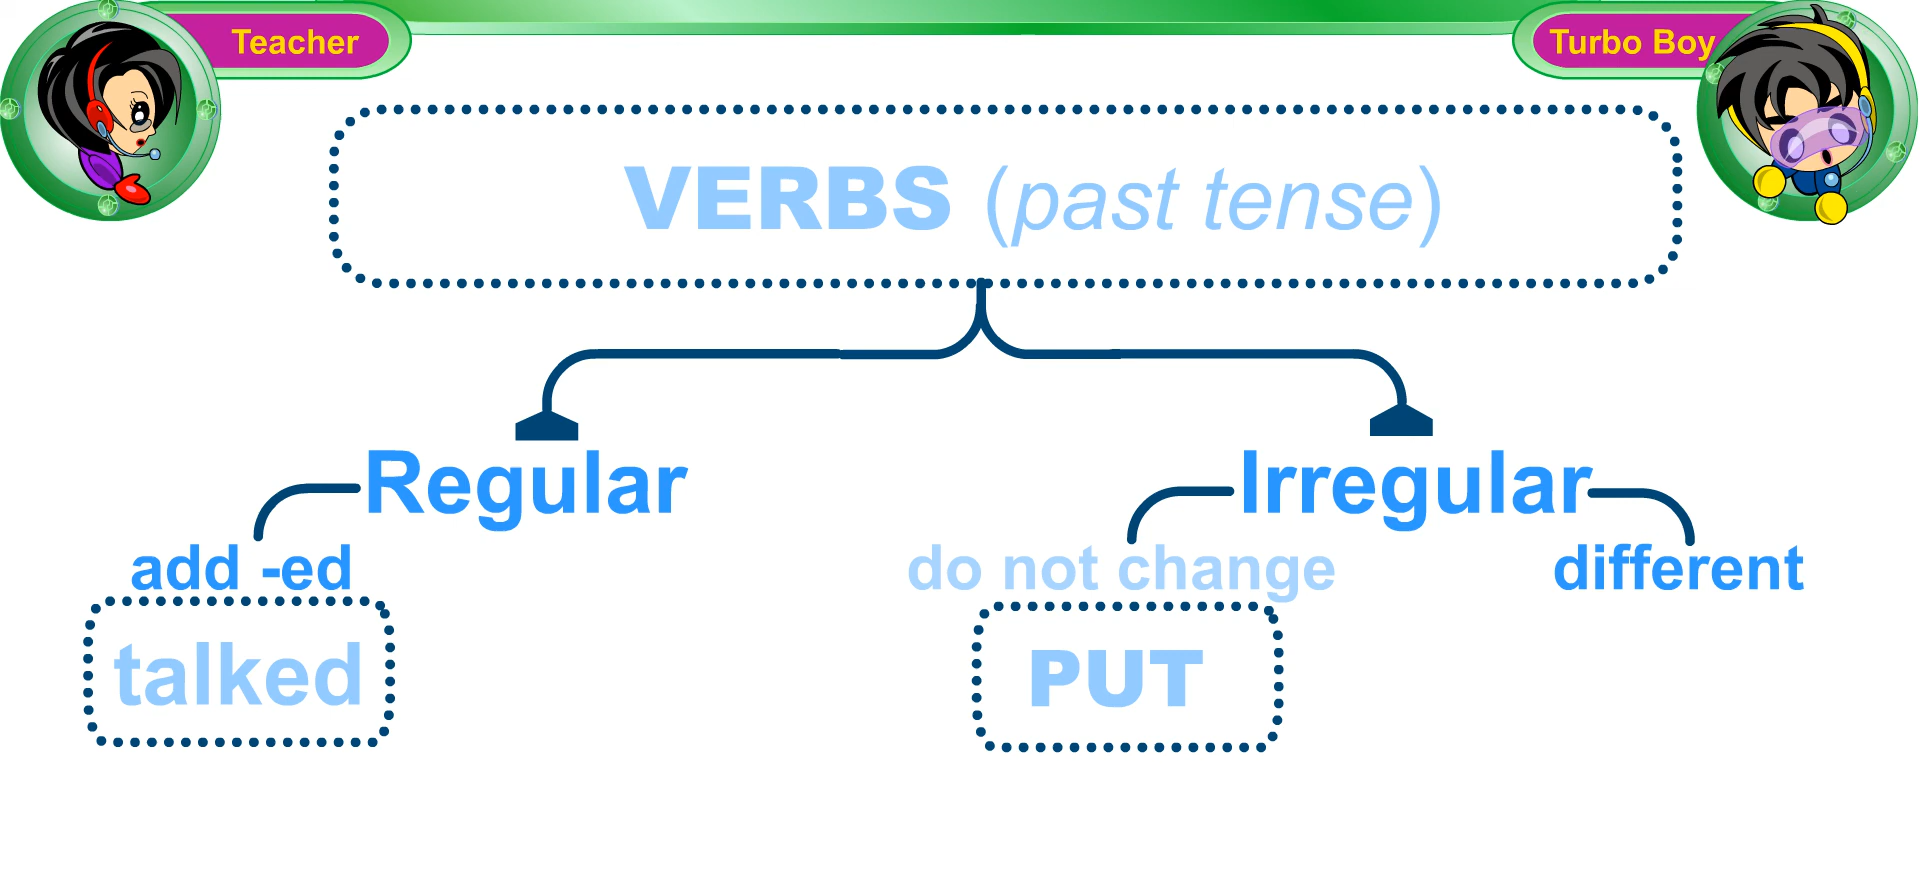 Teacher
Turbo Boy
VERBS (past tense)
Regular
Irregular
add -ed
do not change
different
talked
PUT